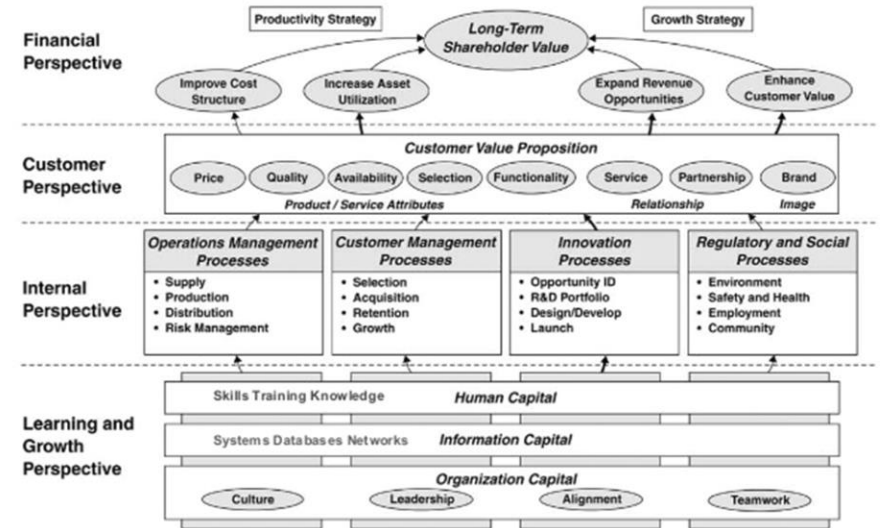 Productivity Strategy
Growth Strategy
Long-Term
Shareholder Value
Financial
Perspective
Improve Cost
Structure
Increase Asset
Utilization
Expand Revenue
Opportunities
Enhance
Customer Value
Customer
Perspective
Customer Value Proposition
Price
Quality
Availability
Selection
Functionality
Service
Partnership
Brand
Product / Service Attributes
Relationship
Image
Internal
Perspective
Operations Management
Processes
• Supply
• Production
• Distribution
• Risk Management
Customer Management
Processes
• Selection
• Acquisition
• Retention
• Growth
Innovation
Processes
• Opportunity ID
• R&D Portfolio
• Design/Develop
• Launch
Regulatory and Social
Processes
• Environment
• Safety and Health
• Employment
• Community
Learning and
Growth
Perspective
Skills Training Knowledge Human Capital
Systems Databases Networks Information Capital
Organization Capital
Culture
Leadership
Alignment
Teamwork